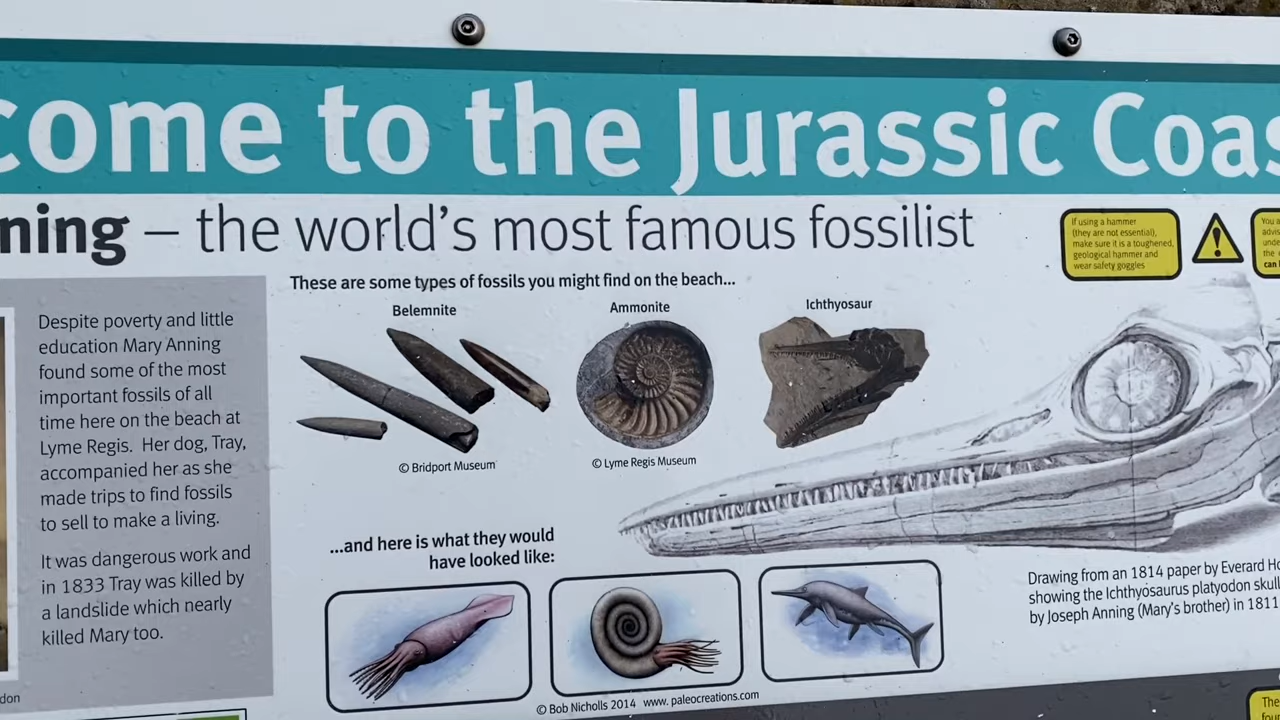 come to the Jurassic Coas
ning – the world's most famous fossilist
If using a hammer
(they are not essential),
make sure it is a toughened,
geological hammer and
wear safety goggles
You a
advis
unde
the c
can l
These are some types of fossils you might find on the beach...
Belemnite
Ammonite
Ichthyosaur
© Bridport Museum
© Lyme Regis Museum
Despite poverty and little
education Mary Anning
found some of the most
important fossils of all
time here on the beach at
Lyme Regis. Her dog, Tray,
accompanied her as she
made trips to find fossils
to sell to make a living.
It was dangerous work and
in 1833 Tray was killed by
a landslide which nearly
killed Mary too.
...and here is what they would
have looked like:
Drawing from an 1814 paper by Everard Ho
showing the Ichthyosaurus platyodon skull
by Joseph Anning (Mary's brother) in 1811
© Bob Nicholls 2014 www. paleocreations.com
don
The